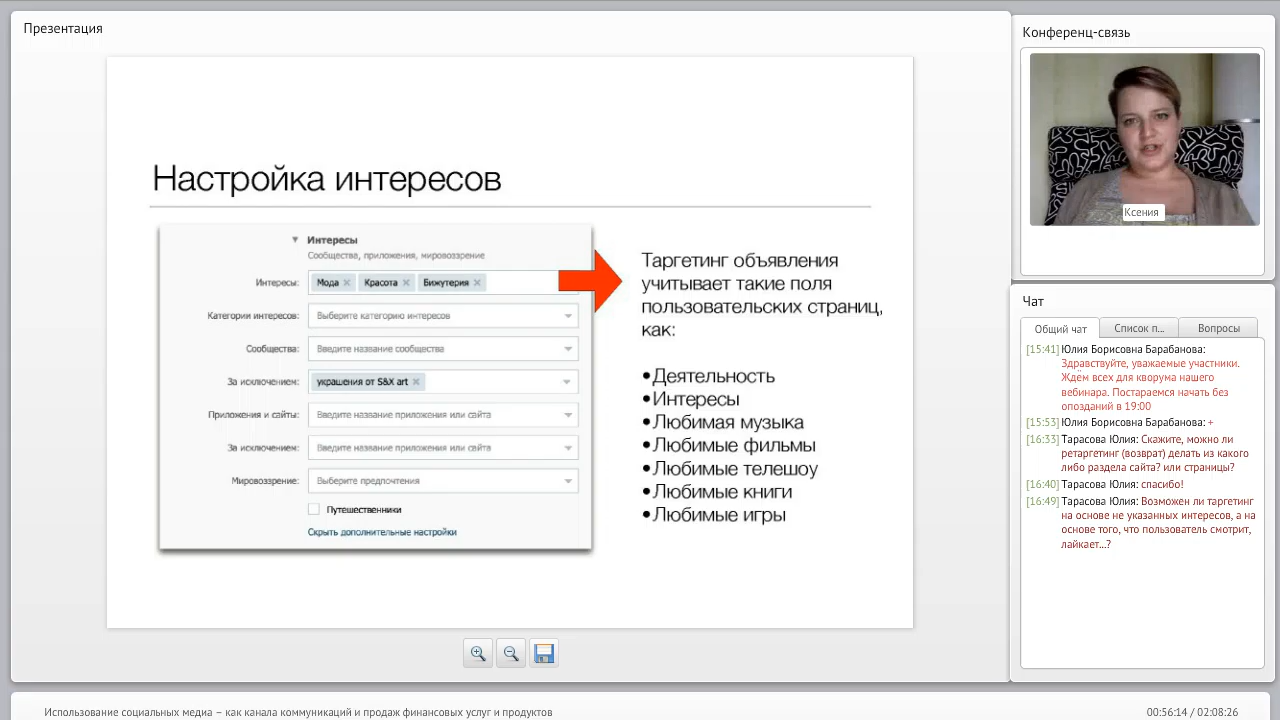 Презентация
Настройка интересов
Интересы
Сообщества, приложения, мировоззрение
Интересы: Мода Красота Бижутерия
Категории интересов: Выберите категорию интересов
Сообщества: Введите название сообщества
За исключением: украшения от S&X art
Приложения и сайты: Введите название приложения или сайта
За исключением: Введите название приложения или сайта
Мировоззрение: Выберите предпочтения
Путешественники
Скрыть дополнительные настройки
Таргетинг объявления
учитывает такие поля
пользовательских страниц,
как:
•Деятельность
•Интересы
•Любимая музыка
•Любимые фильмы
•Любимые телешоу
•Любимые книги
•Любимые игры
Конференц-связь
Ксения
Чат
Общий чат Список п... Вопросы
[15:41] Юлия Борисовна Барабанова:
Здравствуйте, уважаемые участники.
Ждем всех для кворума нашего
вебинара. Постараемся начать без
опозданий в 19:00
[15:53] Юлия Борисовна Барабанова: +
[16:33] Тарасова Юлия: Скажите, можно ли
ретаргетинг (возврат) делать из какого
либо раздела сайта? или страницы?
[16:40] Тарасова Юлия: спасибо!
[16:49] Тарасова Юлия: Возможен ли таргетинг
на основе не указанных интересов, а на
основе того, что пользователь смотрит,
лайкает...?
Использование социальных медиа – как канала коммуникаций и продаж финансовых услуг и продуктов
00:56:14 / 02:08:26